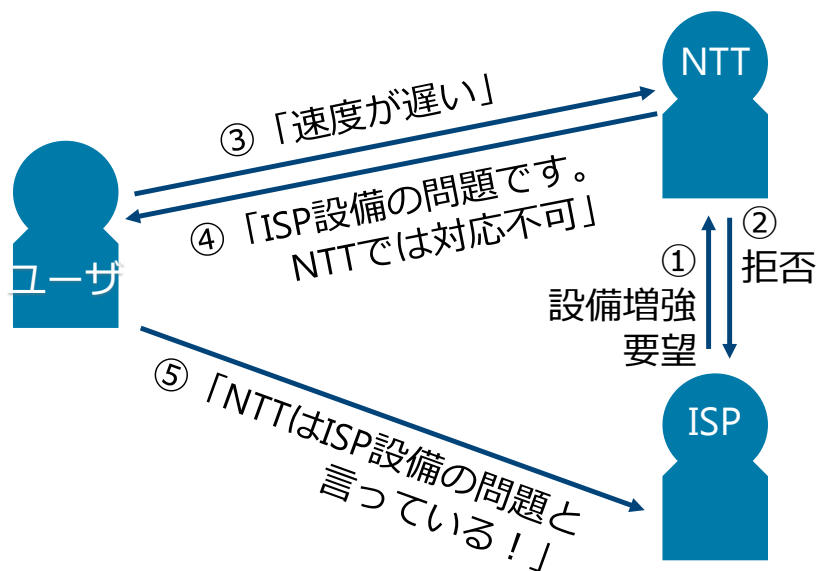 NTT
③「速度が遅い」
④「ISP設備の問題です。
NTTでは対応不可」
ユーザ
①
設備増強
要望
②
拒否
ISP
⑤「NTTはISP設備の問題と
言っている！」